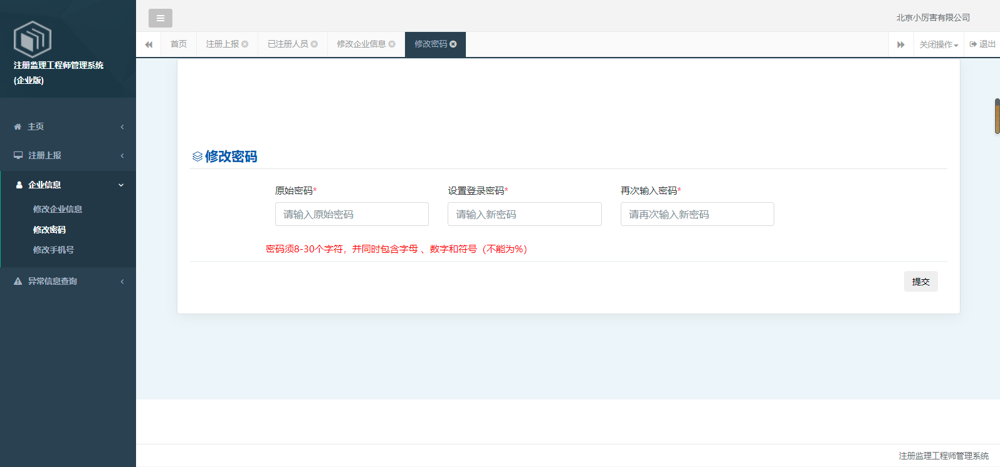 北京小厉害有限公司
首页 注册上报 已注册人员 修改企业信息 修改密码 关闭操作 退出
注册监理工程师管理系统
(企业版)
主页
注册上报
企业信息
修改企业信息
修改密码
修改手机号
异常信息查询
修改密码
原始密码* 设置登录密码* 再次输入密码*
请输入原始密码 请输入新密码 请再次输入新密码
密码须8-30个字符，并同时包含字母 、数字和符号（不能为%）
提交
注册监理工程师管理系统